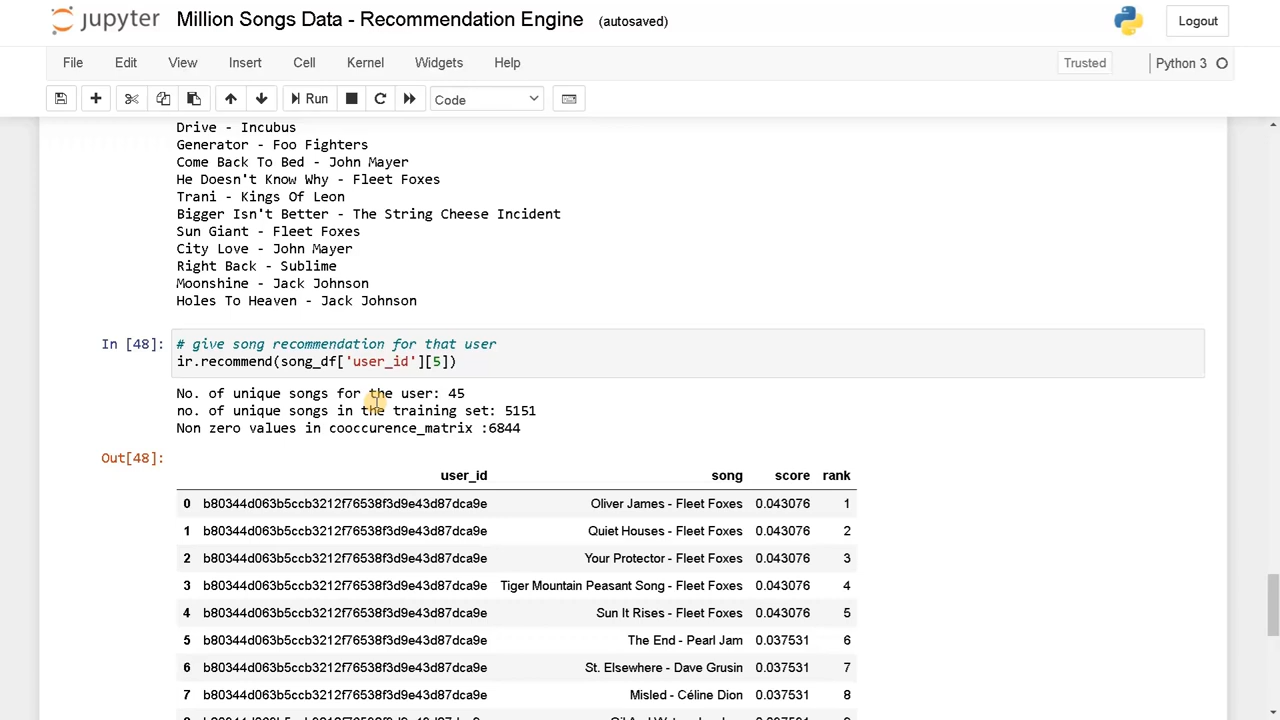 jupyter Million Songs Data - Recommendation Engine (autosaved) Logout
File Edit View Insert Cell Kernel Widgets Help Trusted Python 3
Run Code
Drive - Incubus
Generator - Foo Fighters
Come Back To Bed - John Mayer
He Doesn't Know Why - Fleet Foxes
Trani - Kings Of Leon
Bigger Isn't Better - The String Cheese Incident
Sun Giant - Fleet Foxes
City Love - John Mayer
Right Back - Sublime
Moonshine - Jack Johnson
Holes To Heaven - Jack Johnson
In [48]: # give song recommendation for that user
ir.recommend(song_df['user_id'][5])
No. of unique songs for the user: 45
no. of unique songs in the training set: 5151
Non zero values in cooccurence_matrix :6844
Out[48]:
user_id song score rank
0 b80344d063b5ccb3212f76538f3d9e43d87dca9e Oliver James - Fleet Foxes 0.043076 1
1 b80344d063b5ccb3212f76538f3d9e43d87dca9e Quiet Houses - Fleet Foxes 0.043076 2
2 b80344d063b5ccb3212f76538f3d9e43d87dca9e Your Protector - Fleet Foxes 0.043076 3
3 b80344d063b5ccb3212f76538f3d9e43d87dca9e Tiger Mountain Peasant Song - Fleet Foxes 0.043076 4
4 b80344d063b5ccb3212f76538f3d9e43d87dca9e Sun It Rises - Fleet Foxes 0.043076 5
5 b80344d063b5ccb3212f76538f3d9e43d87dca9e The End - Pearl Jam 0.037531 6
6 b80344d063b5ccb3212f76538f3d9e43d87dca9e St. Elsewhere - Dave Grusin 0.037531 7
7 b80344d063b5ccb3212f76538f3d9e43d87dca9e Misled - Céline Dion 0.037531 8